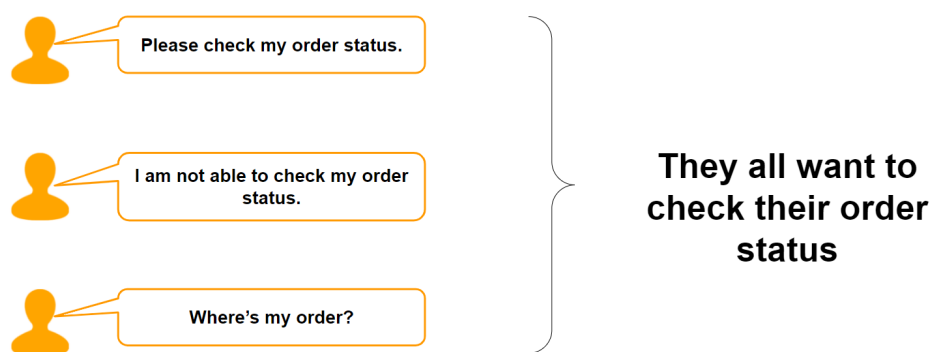 Please check my order status.
I am not able to check my order
status.
Where’s my order?
They all want to
check their order
status